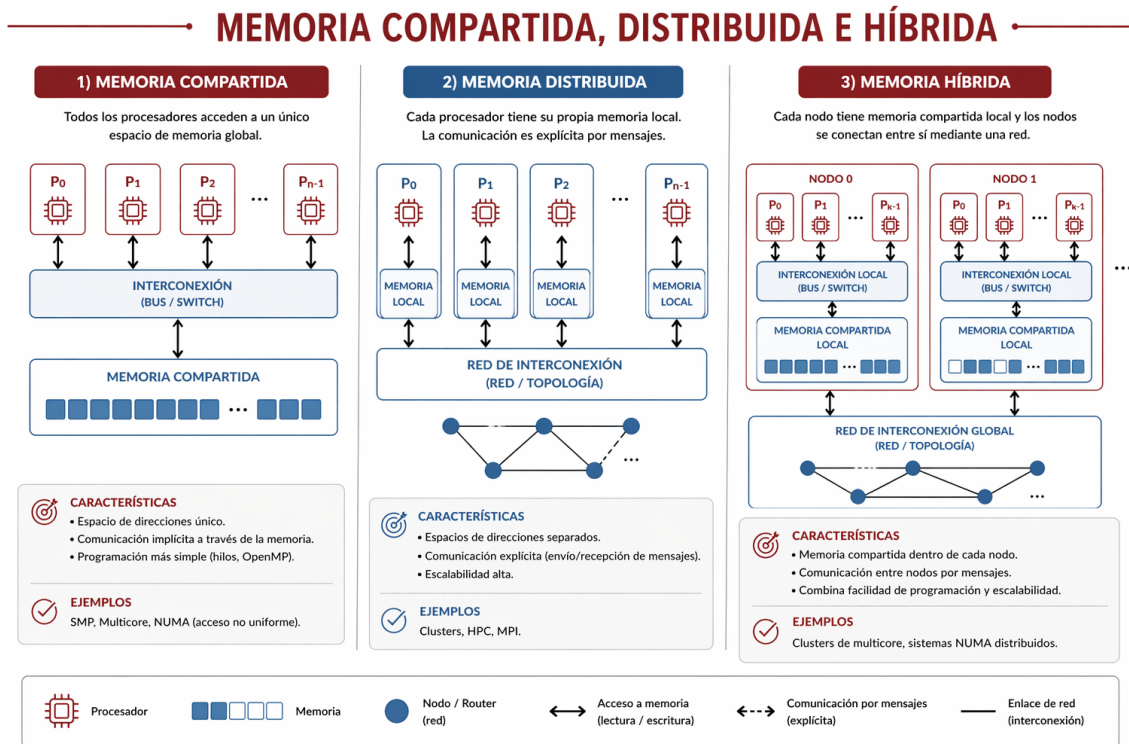 MEMORIA COMPARTIDA, DISTRIBUIDA E HÍBRIDA
1) MEMORIA COMPARTIDA
Todos los procesadores acceden a un único
espacio de memoria global.
P0
P1
P2
...
Pn-1
INTERCONEXIÓN
(BUS / SWITCH)
MEMORIA COMPARTIDA
...
CARACTERÍSTICAS
• Espacio de direcciones único.
• Comunicación implícita a través de la memoria.
• Programación más simple (hilos, OpenMP).
EJEMPLOS
SMP, Multicore, NUMA (acceso no uniforme).
2) MEMORIA DISTRIBUIDA
Cada procesador tiene su propia memoria local.
La comunicación es explícita por mensajes.
P0
P1
P2
...
Pn-1
MEMORIA
LOCAL
MEMORIA
LOCAL
MEMORIA
LOCAL
MEMORIA
LOCAL
RED DE INTERCONEXIÓN
(RED / TOPOLOGÍA)
...
CARACTERÍSTICAS
• Espacios de direcciones separados.
• Comunicación explícita (envío/recepción de mensajes).
• Escalabilidad alta.
EJEMPLOS
Clusters, HPC, MPI.
3) MEMORIA HÍBRIDA
Cada nodo tiene memoria compartida local y los nodos
se conectan entre sí mediante una red.
NODO 0
P0
P1
...
Pk-1
INTERCONEXIÓN LOCAL
(BUS / SWITCH)
MEMORIA COMPARTIDA
LOCAL
...
NODO 1
P0
P1
...
Pk-1
INTERCONEXIÓN LOCAL
(BUS / SWITCH)
MEMORIA COMPARTIDA
LOCAL
...
...
RED DE INTERCONEXIÓN GLOBAL
(RED / TOPOLOGÍA)
...
CARACTERÍSTICAS
• Memoria compartida dentro de cada nodo.
• Comunicación entre nodos por mensajes.
• Combina facilidad de programación y escalabilidad.
EJEMPLOS
Clusters de multicore, sistemas NUMA distribuidos.
Procesador
Memoria
Nodo / Router
(red)
Acceso a memoria
(lectura / escritura)
Comunicación por mensajes
(explícita)
Enlace de red
(interconexión)